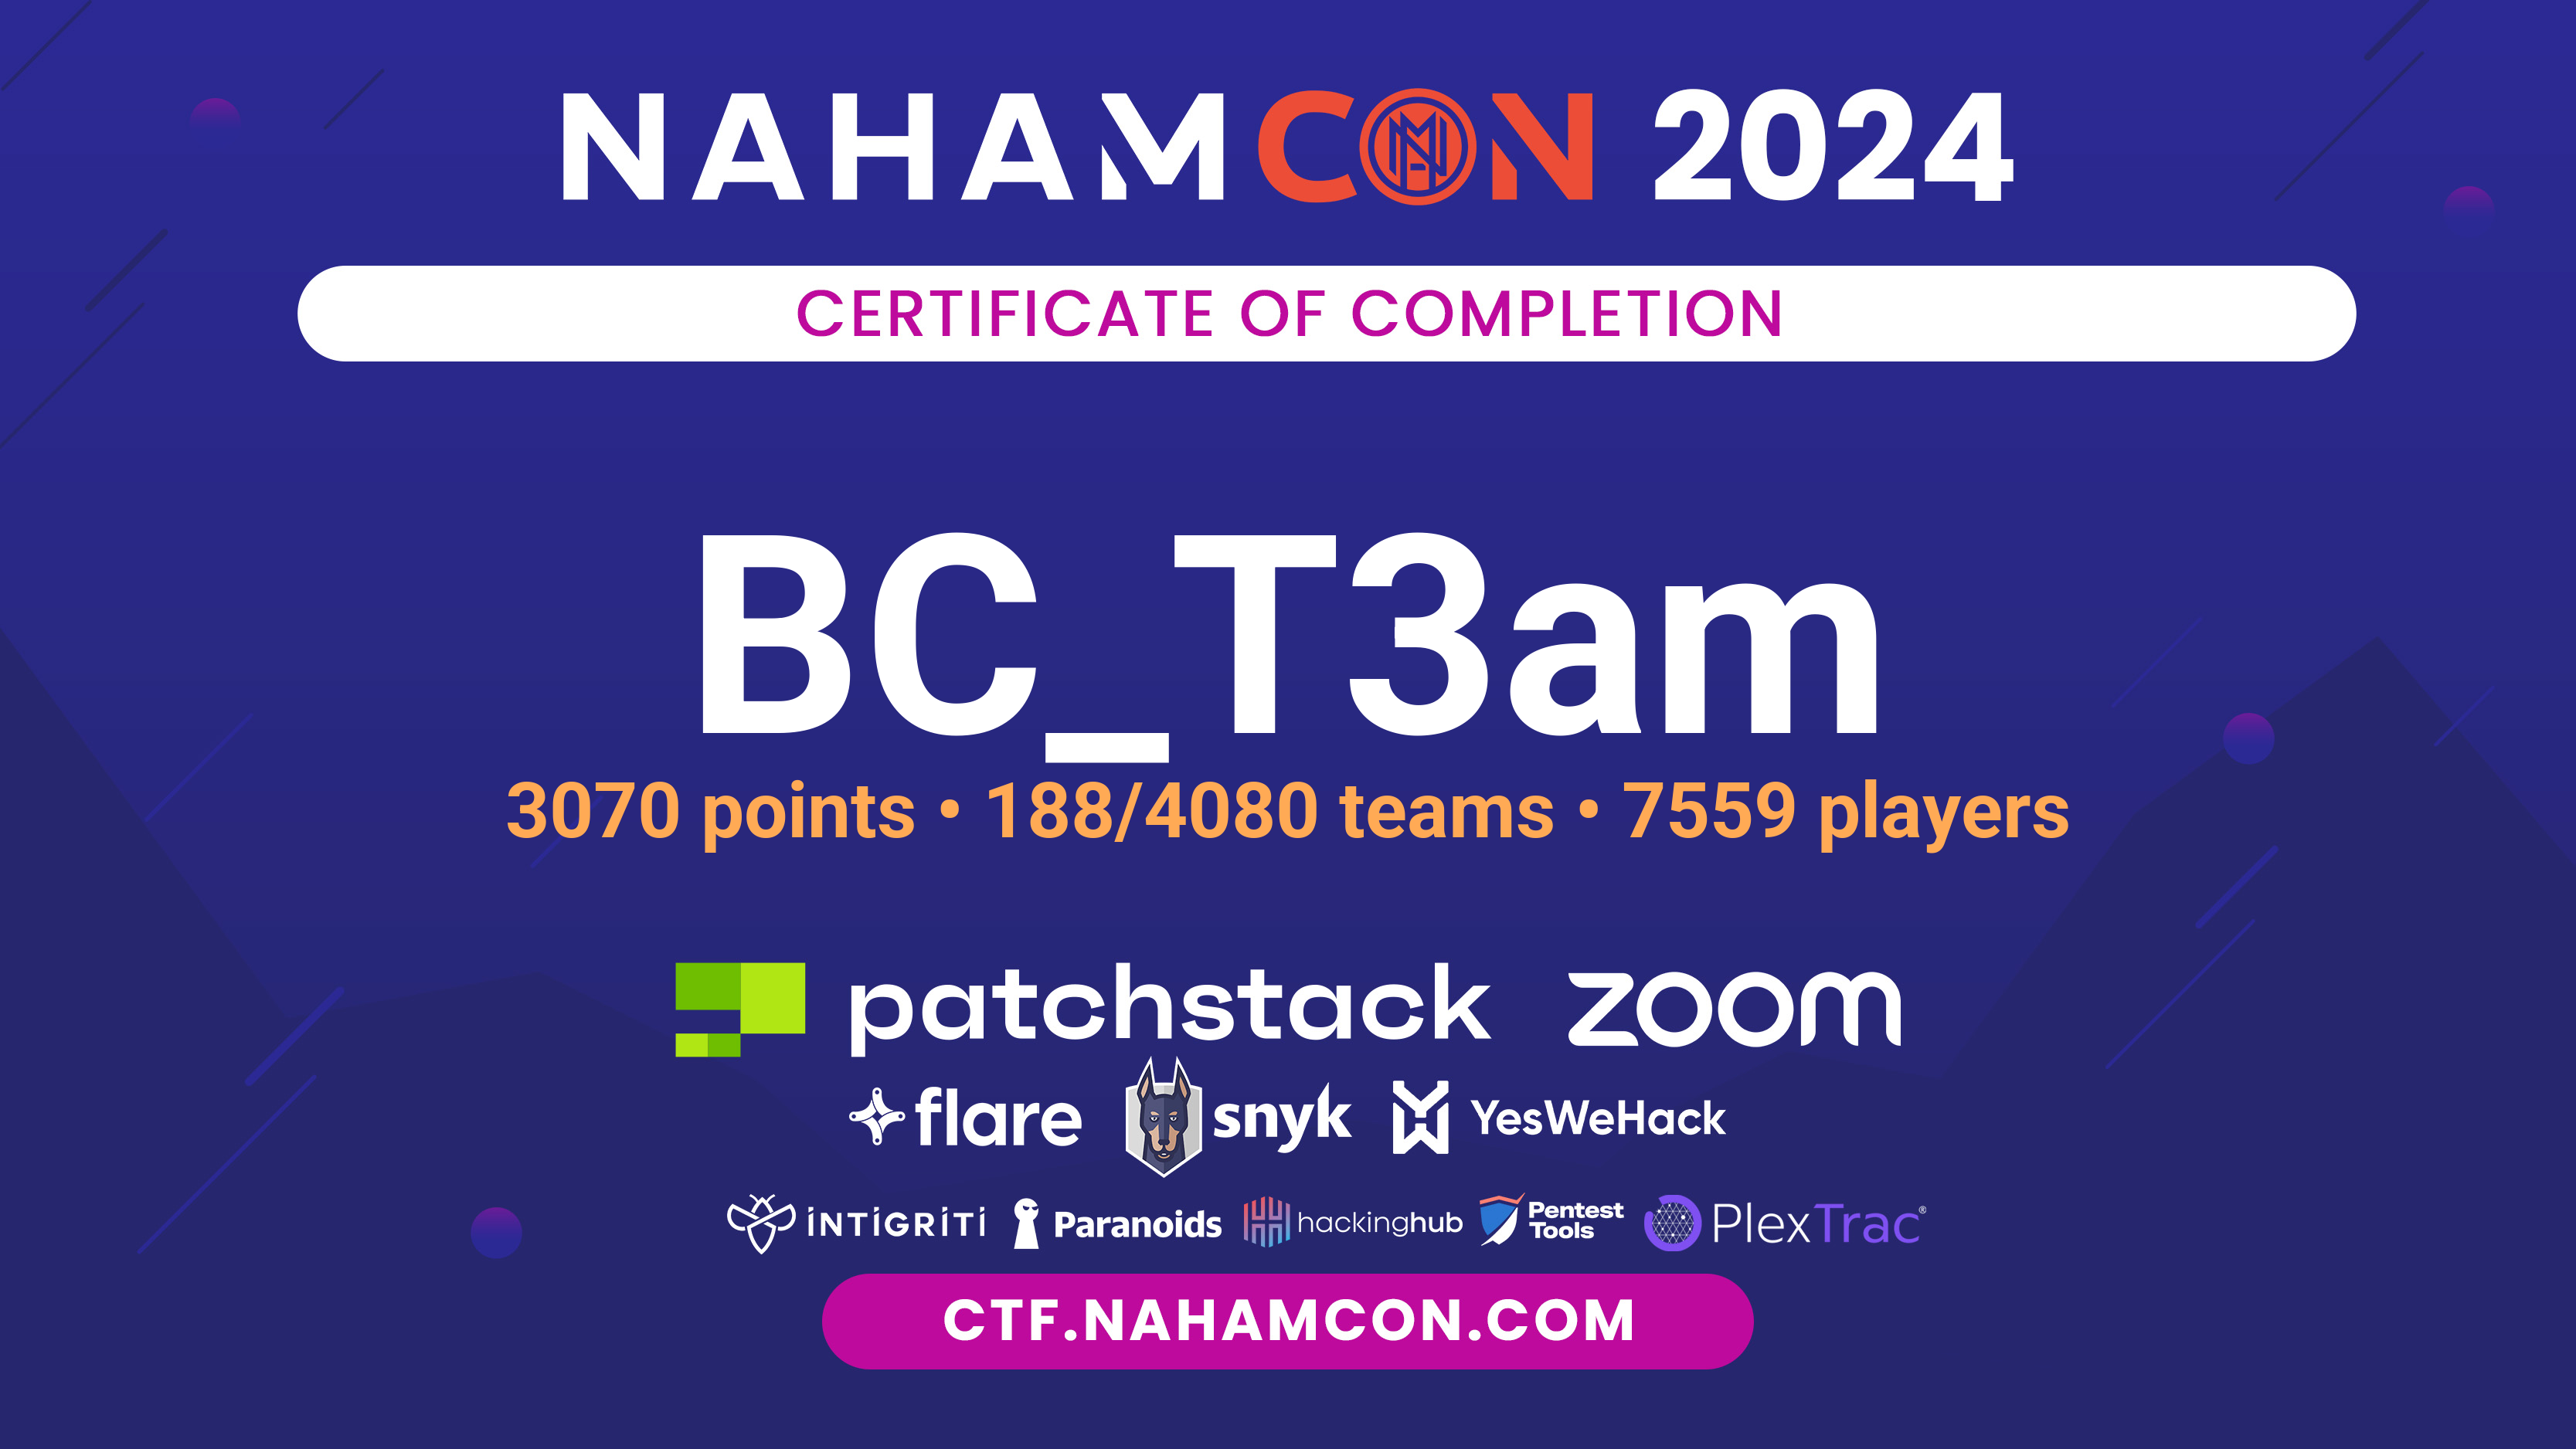 NAHAMCON 2024
CERTIFICATE OF COMPLETION
BC_T3am
3070 points • 188/4080 teams • 7559 players
patchstack zoom
flare snyk YesWeHack
INTIGRITI Paranoids hackinghub Pentest Tools PlexTrac®
CTF.NAHAMCON.COM